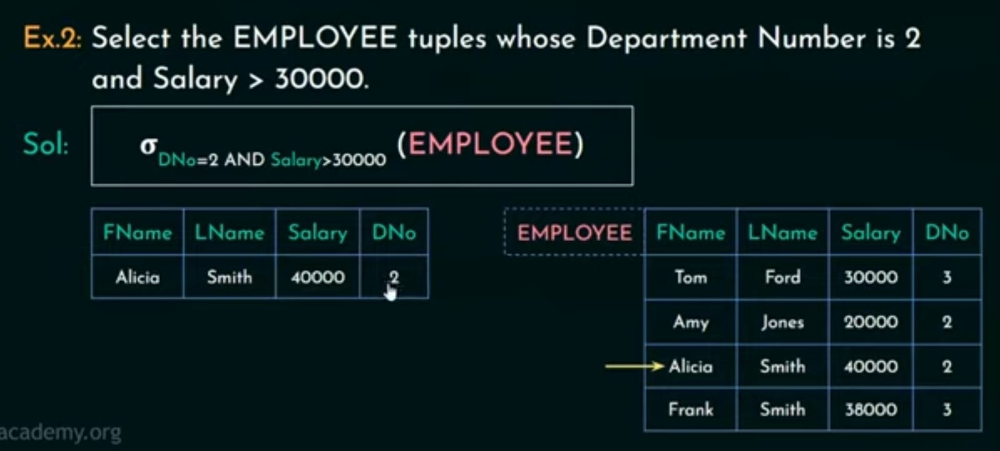 Ex.2: Select the EMPLOYEE tuples whose Department Number is 2
and Salary > 30000.
Sol: σ DNo=2 AND Salary>30000 (EMPLOYEE)
FName LName Salary DNo
Alicia Smith 40000 2
EMPLOYEE FName LName Salary DNo
Tom Ford 30000 3
Amy Jones 20000 2
Alicia Smith 40000 2
Frank Smith 38000 3
academy.org